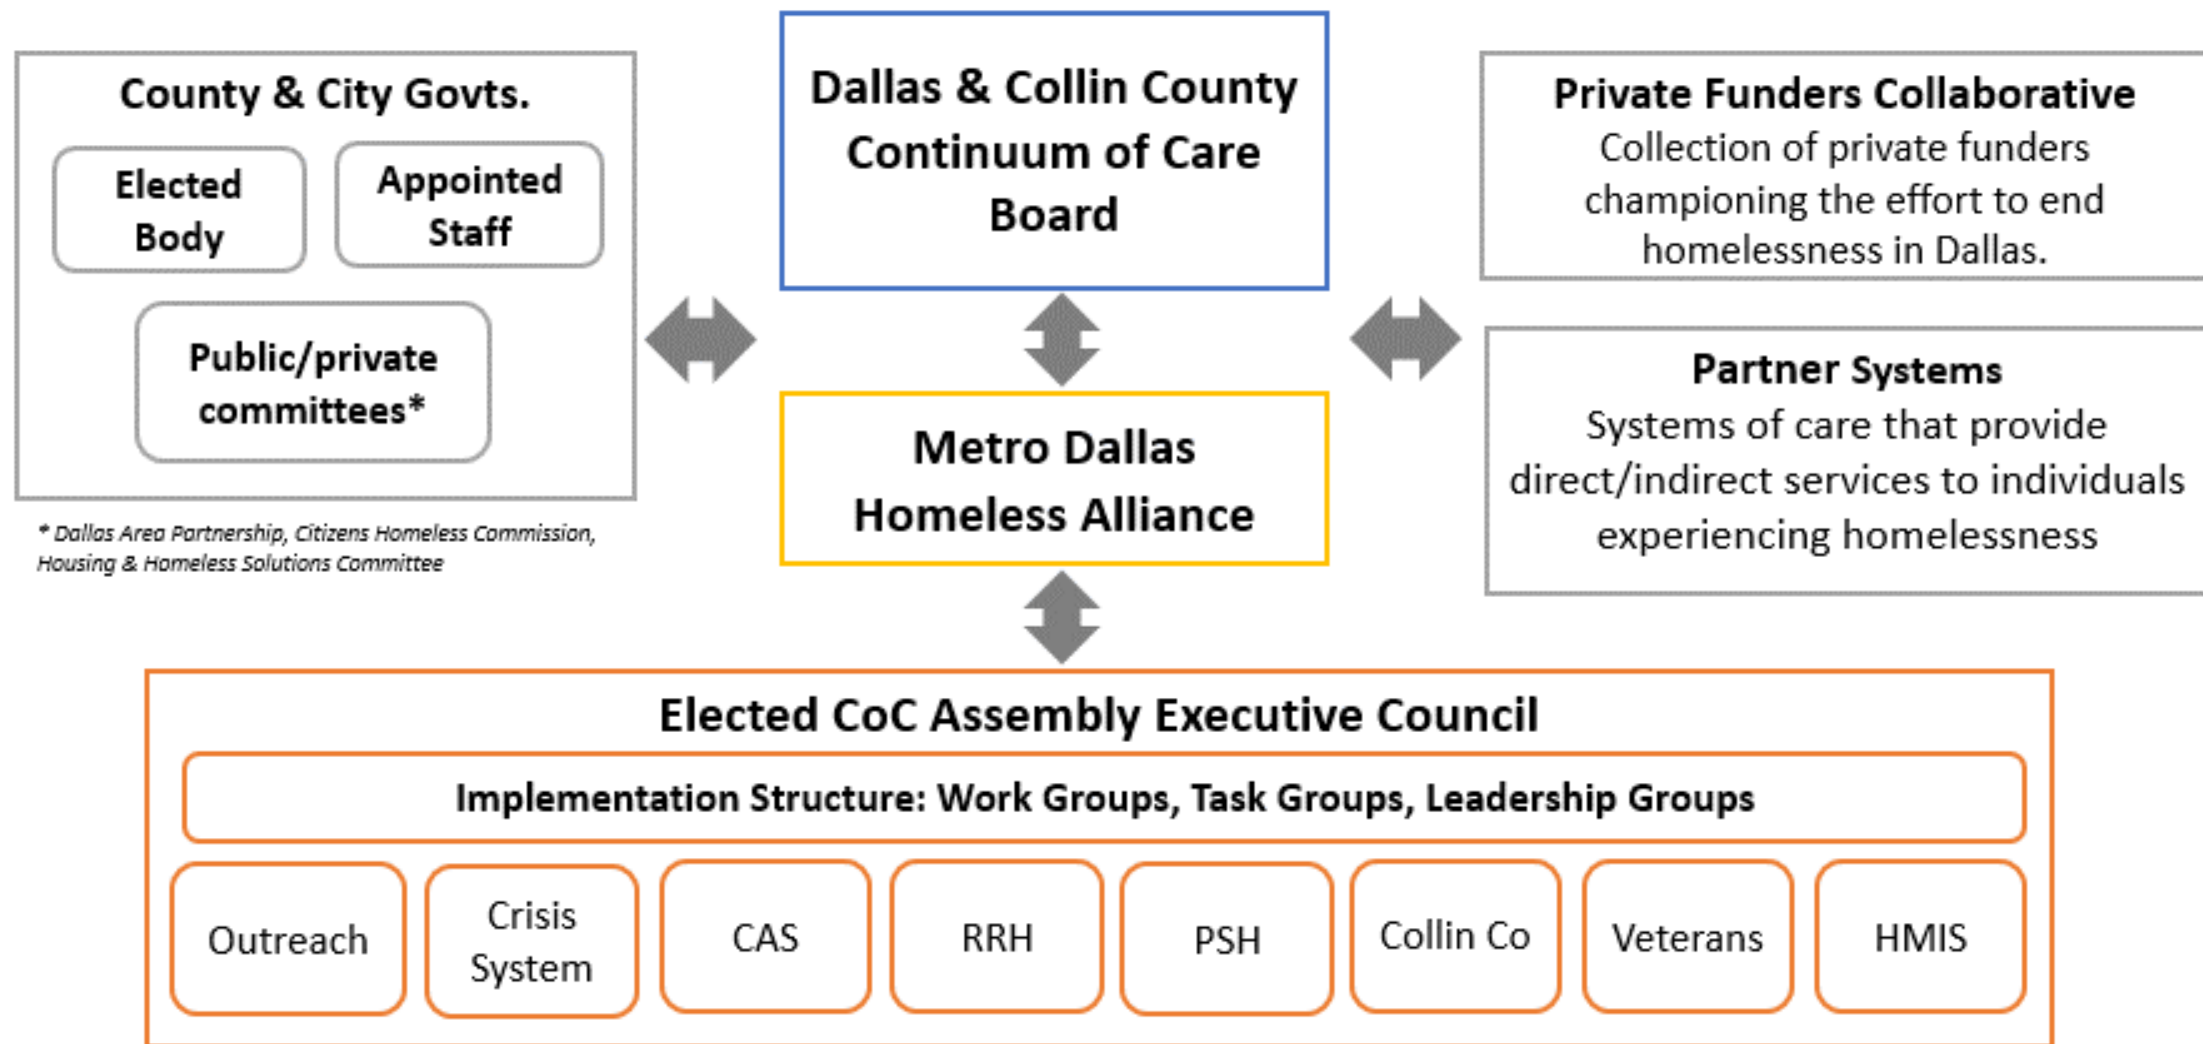 County & City Govts.
Elected
Body
Appointed
Staff
Public/private
committees*
* Dallas Area Partnership, Citizens Homeless Commission,
Housing & Homeless Solutions Committee
Dallas & Collin County
Continuum of Care
Board
Metro Dallas
Homeless Alliance
Private Funders Collaborative
Collection of private funders
championing the effort to end
homelessness in Dallas.
Partner Systems
Systems of care that provide
direct/indirect services to individuals
experiencing homelessness
Elected CoC Assembly Executive Council
Implementation Structure: Work Groups, Task Groups, Leadership Groups
Outreach
Crisis
System
CAS
RRH
PSH
Collin Co
Veterans
HMIS